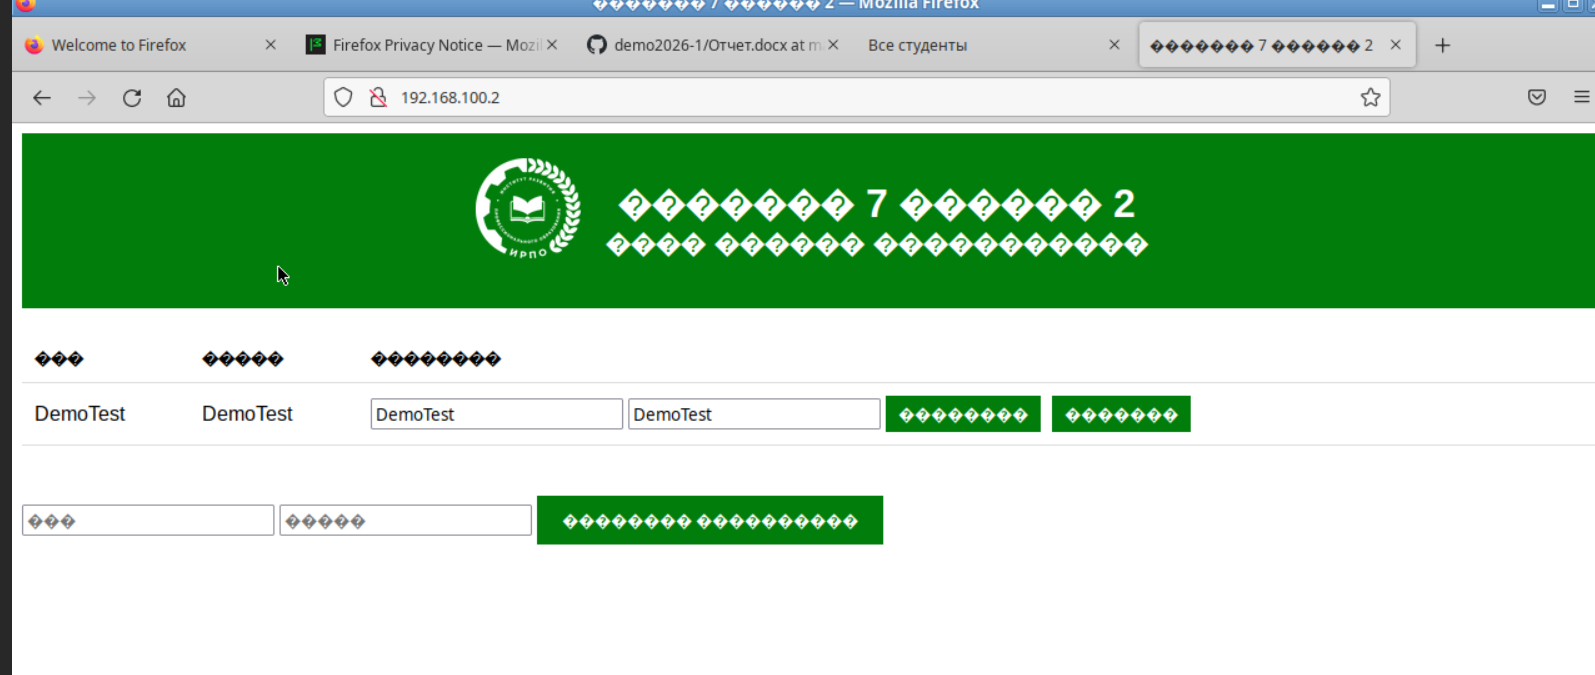 ������� 7 ������ 2 — Mozilla Firefox
Welcome to Firefox
Firefox Privacy Notice — Mozil
demo2026-1/Отчет.docx at m
Все студенты
������� 7 ������ 2
192.168.100.2
ИРПО
������� 7 ������ 2
���� ������ �����������
��� ����� ��������
DemoTest DemoTest DemoTest DemoTest �������� �������
��� ����� �������� ����������